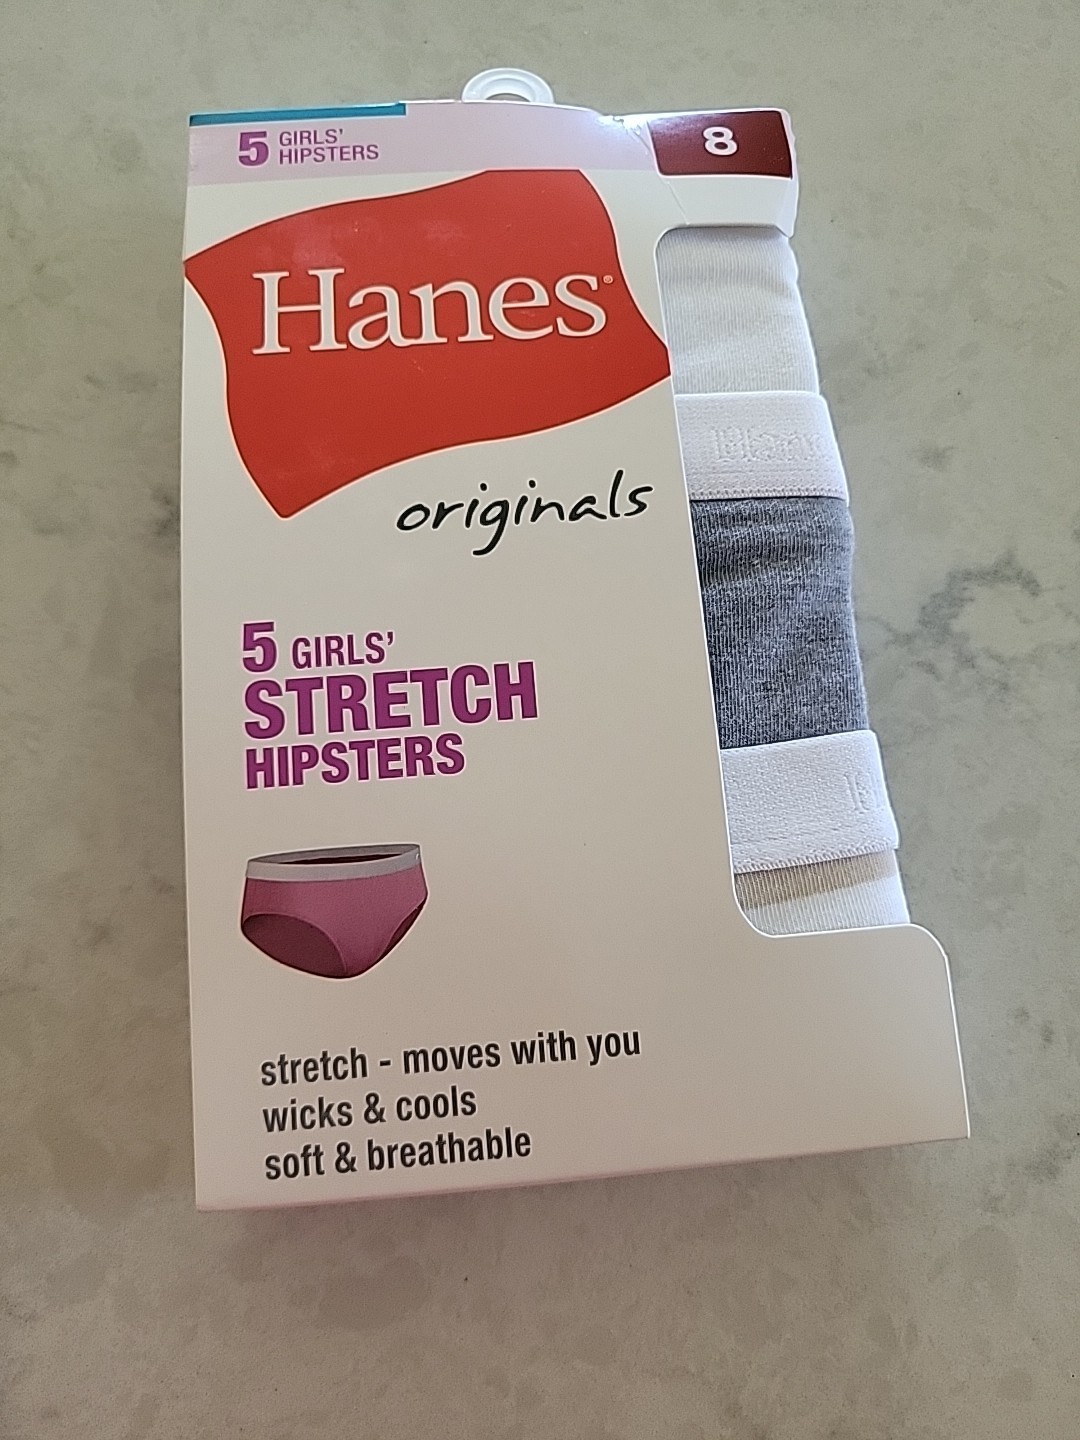 5 GIRLS'
HIPSTERS
8
Hanes®
originals
5 GIRLS'
STRETCH
HIPSTERS
stretch - moves with you
wicks & cools
soft & breathable